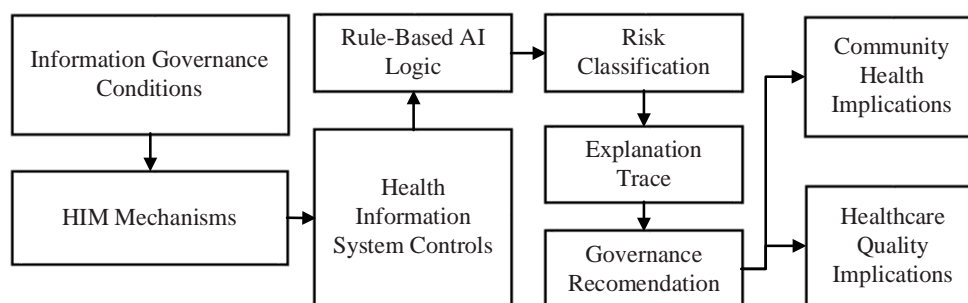 Information Governance
Conditions
HIM Mechanisms
Rule-Based AI
Logic
Health
Information
System Controls
Risk
Classification
Explanation
Trace
Governance
Recomendation
Community
Health
Implications
Healthcare
Quality
Implications